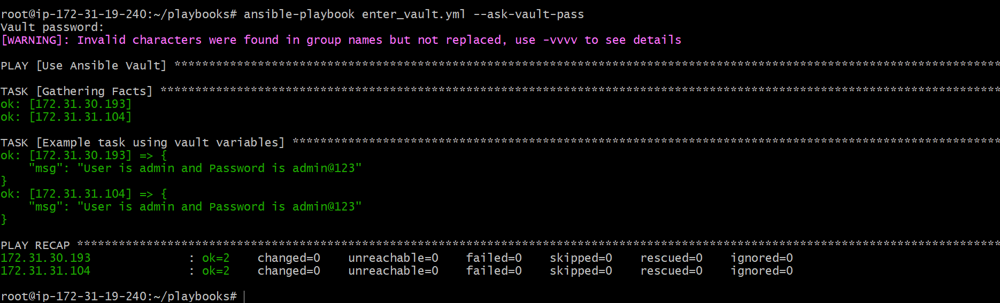 root@ip-172-31-19-240:~/playbooks# ansible-playbook enter_vault.yml --ask-vault-pass
Vault password:
[WARNING]: Invalid characters were found in group names but not replaced, use -vvvv to see details
PLAY [Use Ansible Vault] ***********************************************************************************************************************
TASK [Gathering Facts] *************************************************************************************************************************
ok: [172.31.30.193]
ok: [172.31.31.104]
TASK [Example task using vault variables] ******************************************************************************************************
ok: [172.31.30.193] => {
    "msg": "User is admin and Password is admin@123"
}
ok: [172.31.31.104] => {
    "msg": "User is admin and Password is admin@123"
}
PLAY RECAP *************************************************************************************************************************************
172.31.30.193              : ok=2    changed=0    unreachable=0    failed=0    skipped=0    rescued=0    ignored=0
172.31.31.104              : ok=2    changed=0    unreachable=0    failed=0    skipped=0    rescued=0    ignored=0
root@ip-172-31-19-240:~/playbooks#